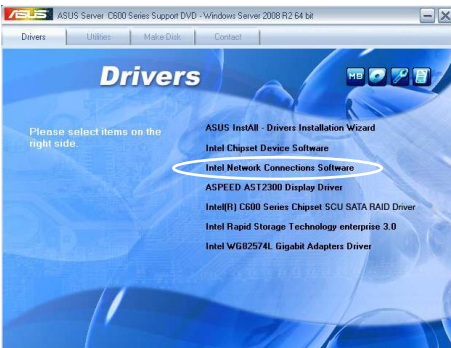 ASUS
ASUS Server C600 Series Support DVD - Windows Server 2008 R2 64 bit
Drivers Utilities Make Disk Contact
Drivers
MB
Please select items on the
right side.
ASUS InstAll - Drivers Installation Wizard
Intel Chipset Device Software
Intel Network Connections Software
ASPEED AST2300 Display Driver
Intel(R) C600 Series Chipset SCU SATA RAID Driver
Intel Rapid Storage Technology enterprise 3.0
Intel WG82574L Gigabit Adapters Driver